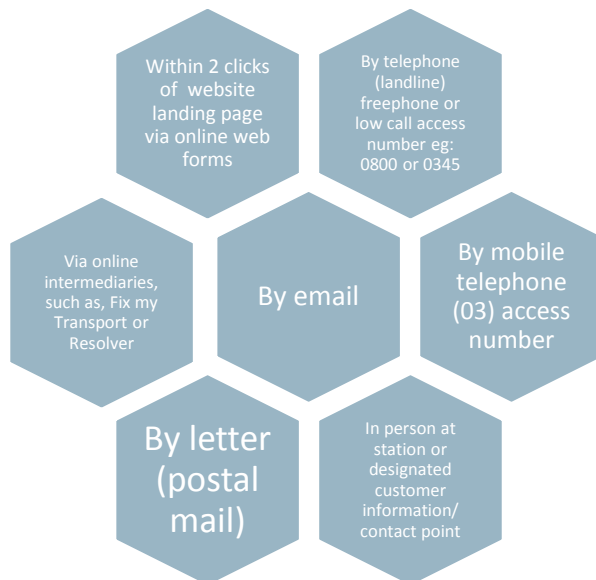 Within 2 clicks
of website
landing page
via online web
forms
By telephone
(landline)
freephone or
low call access
number eg:
0800 or 0345
Via online
intermediaries,
such as, Fix my
Transport or
Resolver
By email
By mobile
telephone
(03) access
number
By letter
(postal
mail)
In person at
station or
designated
customer
information/
contact point